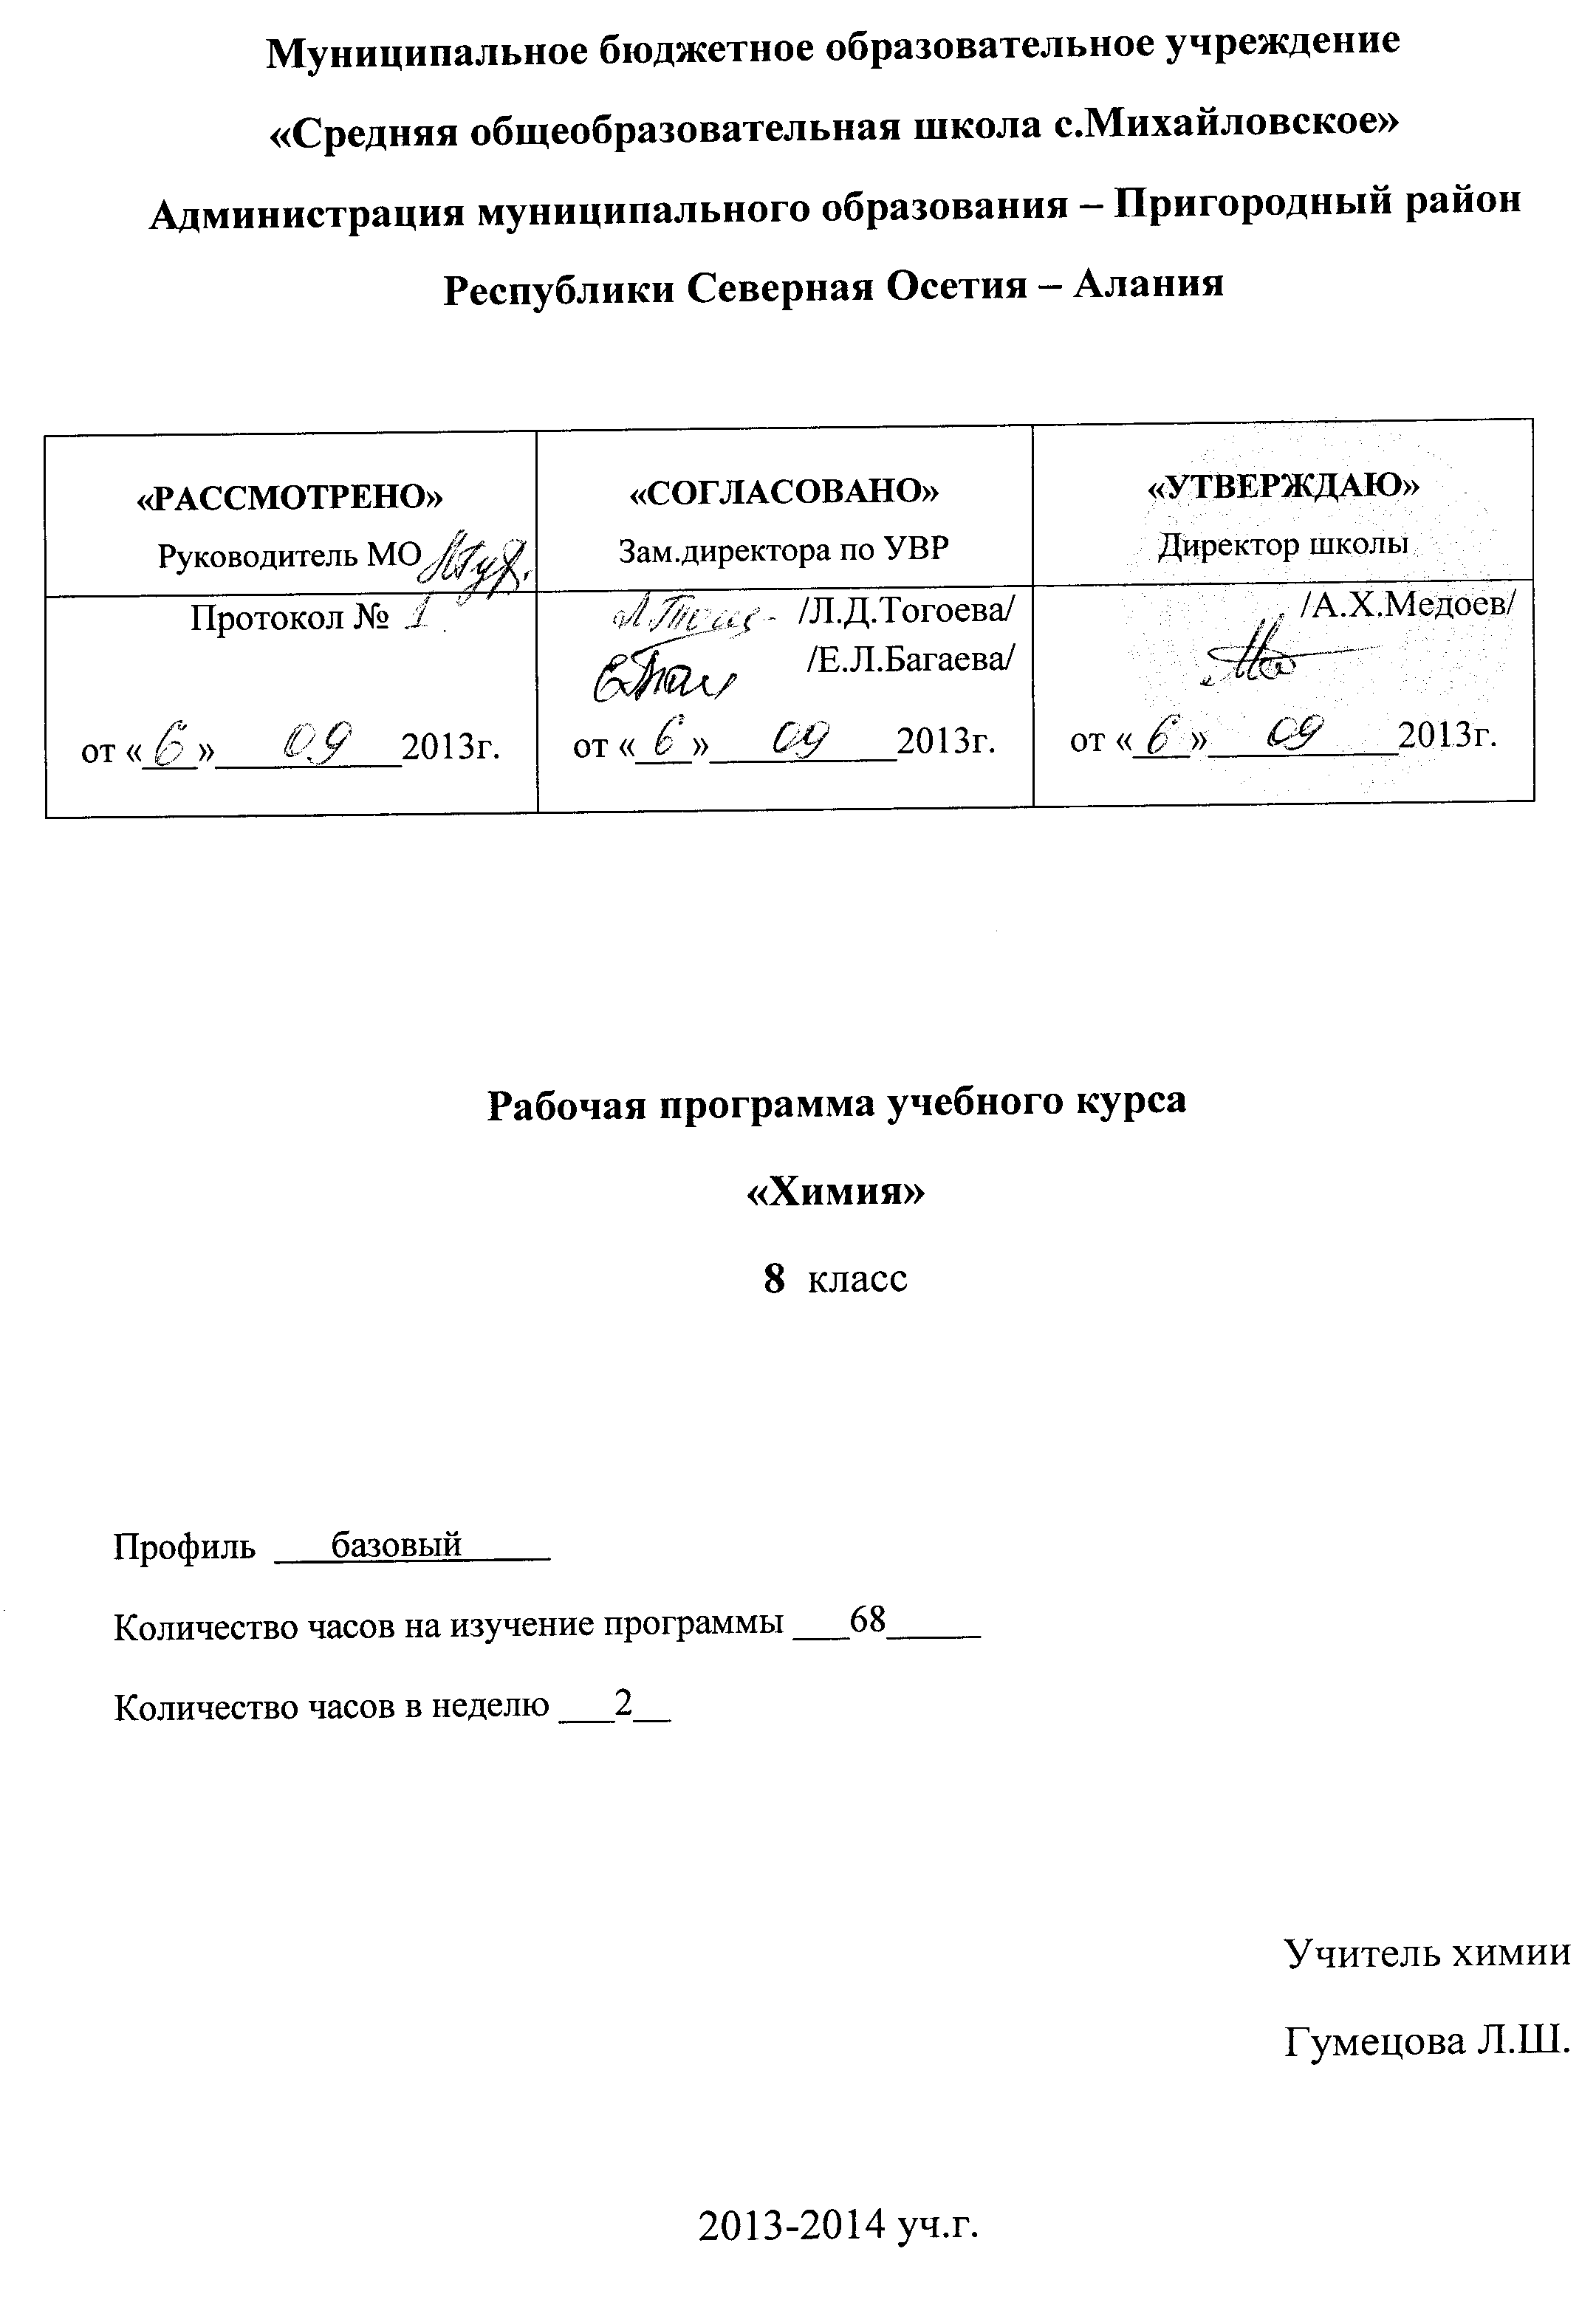 Муниципальное бюджетное образовательное учреждение
«Средняя общеобразовательная школа с.Михайловское»
Администрация муниципального образования – Пригородный район
Республики Северная Осетия – Алания
«РАССМОТРЕНО»
Руководитель МО
Протокол № 1
от «6» 09 2013г.
«СОГЛАСОВАНО»
Зам.директора по УВР
/Л.Д.Тогоева/
/Е.Л.Багаева/
от «6» 09 2013г.
«УТВЕРЖДАЮ»
Директор школы
/А.Х.Медоев/
от «6» 09 2013г.
Рабочая программа учебного курса
«Химия»
8 класс
Профиль ___базовый____
Количество часов на изучение программы ___68_____
Количество часов в неделю ___2__
Учитель химии
Гумецова Л.Ш.
2013-2014 уч.г.